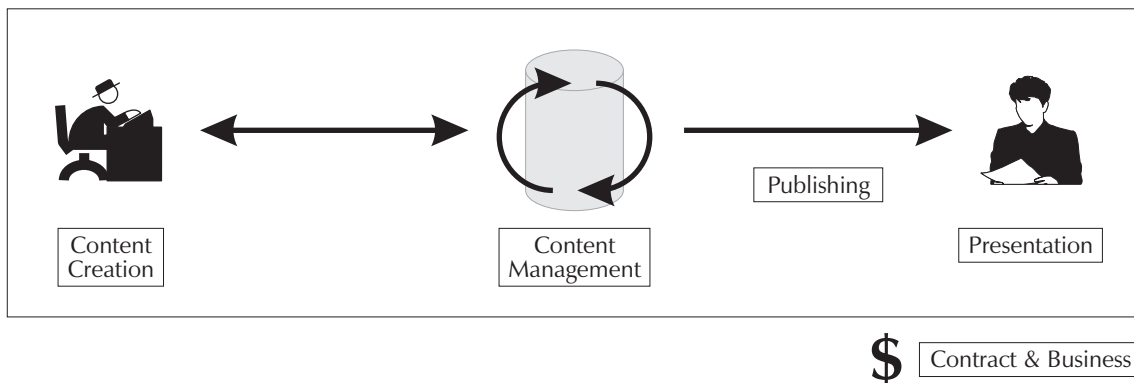 Publishing
Content
Creation
Content
Management
Presentation
$ Contract & Business